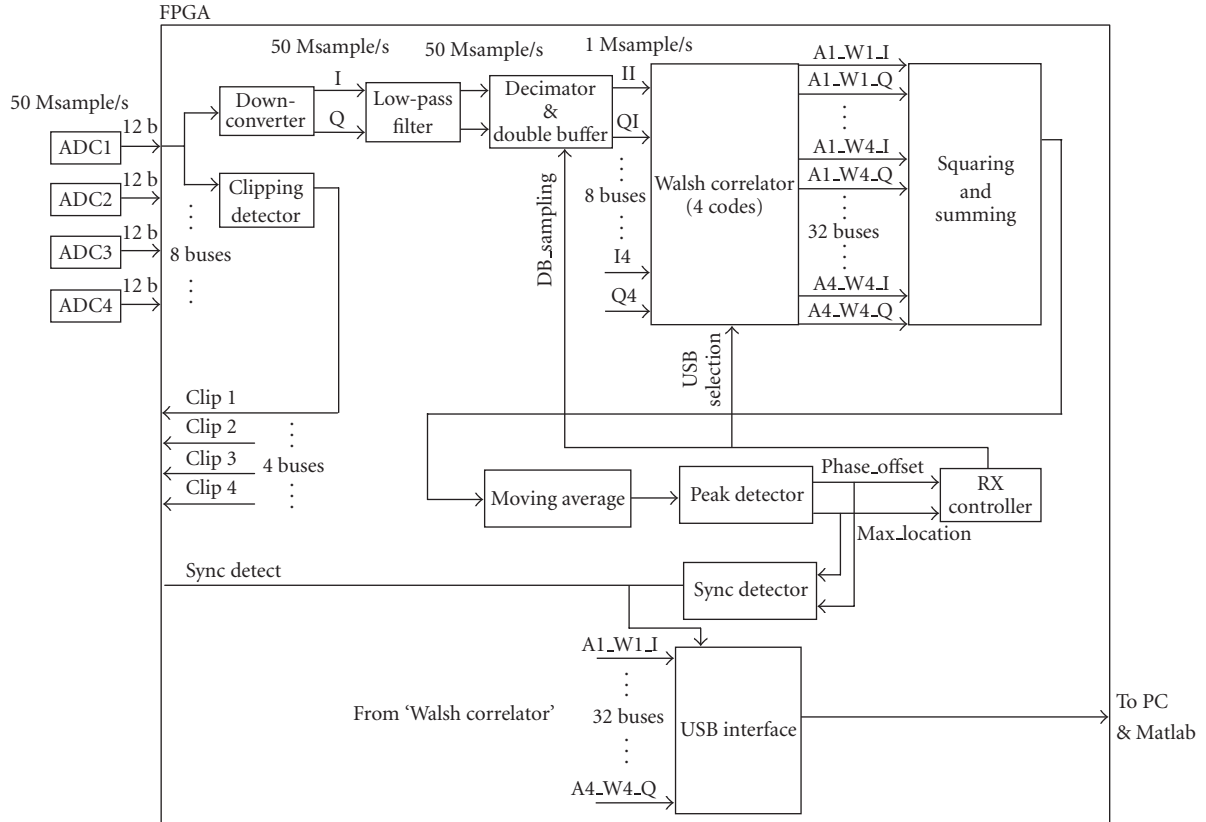 FPGA
50 Msample/s
50 Msample/s
50 Msample/s
1 Msample/s
ADC1
12 b
ADC2
12 b
ADC3
12 b
ADC4
12 b
8 buses
Down-
converter
I
Q
Low-pass
filter
Decimator
&
double buffer
II
QI
8 buses
I4
Q4
Walsh correlator
(4 codes)
A1_W1_I
A1_W1_Q
A1_W4_I
A1_W4_Q
32 buses
A4_W4_I
A4_W4_Q
Squaring
and
summing
Clipping
detector
DB_sampling
USB
selection
Clip 1
Clip 2
Clip 3
Clip 4
4 buses
Moving average
Peak detector
Phase_offset
Max_location
RX
controller
Sync detect
Sync detector
A1_W1_I
From ‘Walsh correlator’
32 buses
A4_W4_Q
USB interface
To PC
& Matlab